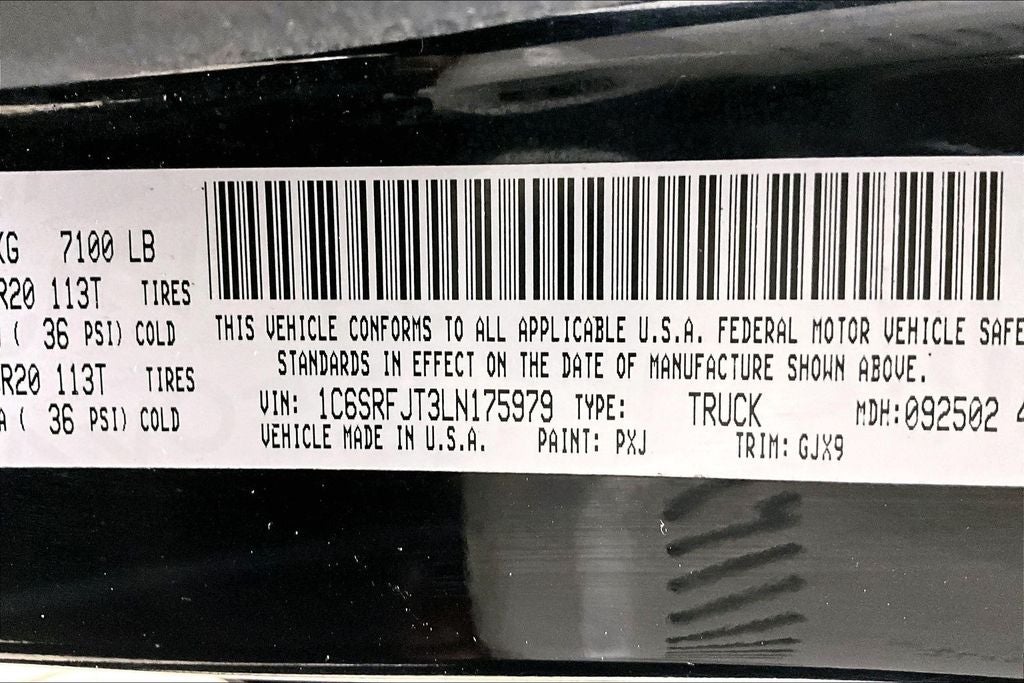 KG 7100 LB
R20 113T TIRES
( 36 PSI) COLD
R20 113T TIRES
A ( 36 PSI) COLD
THIS VEHICLE CONFORMS TO ALL APPLICABLE U.S.A. FEDERAL MOTOR VEHICLE SAFE
STANDARDS IN EFFECT ON THE DATE OF MANUFACTURE SHOWN ABOVE.
VIN: 1C6SRFJT3LN175979 TYPE: TRUCK MDH:092502 4
VEHICLE MADE IN U.S.A. PAINT: PXJ TRIM: GJX9